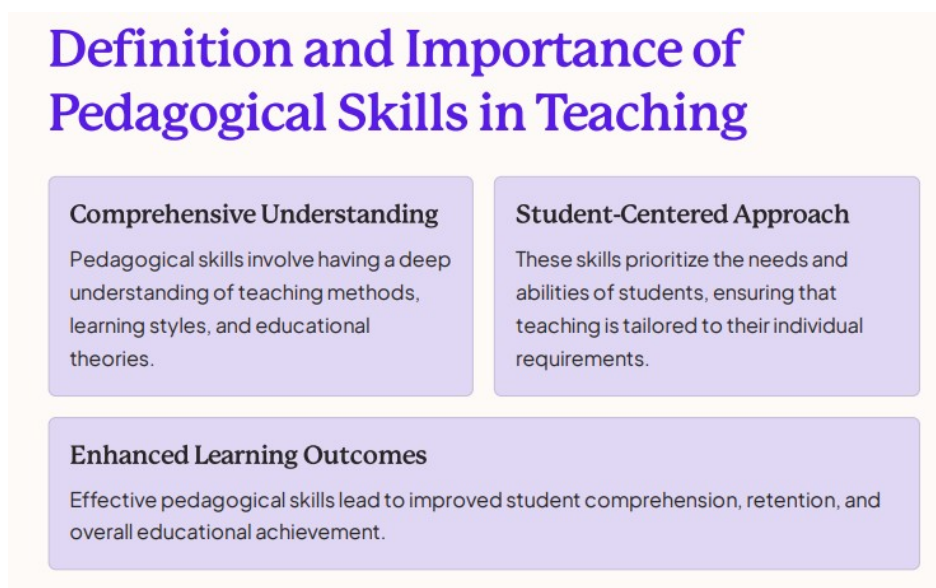 Definition and Importance of
Pedagogical Skills in Teaching
Comprehensive Understanding
Pedagogical skills involve having a deep
understanding of teaching methods,
learning styles, and educational
theories.
Student-Centered Approach
These skills prioritize the needs and
abilities of students, ensuring that
teaching is tailored to their individual
requirements.
Enhanced Learning Outcomes
Effective pedagogical skills lead to improved student comprehension, retention, and
overall educational achievement.